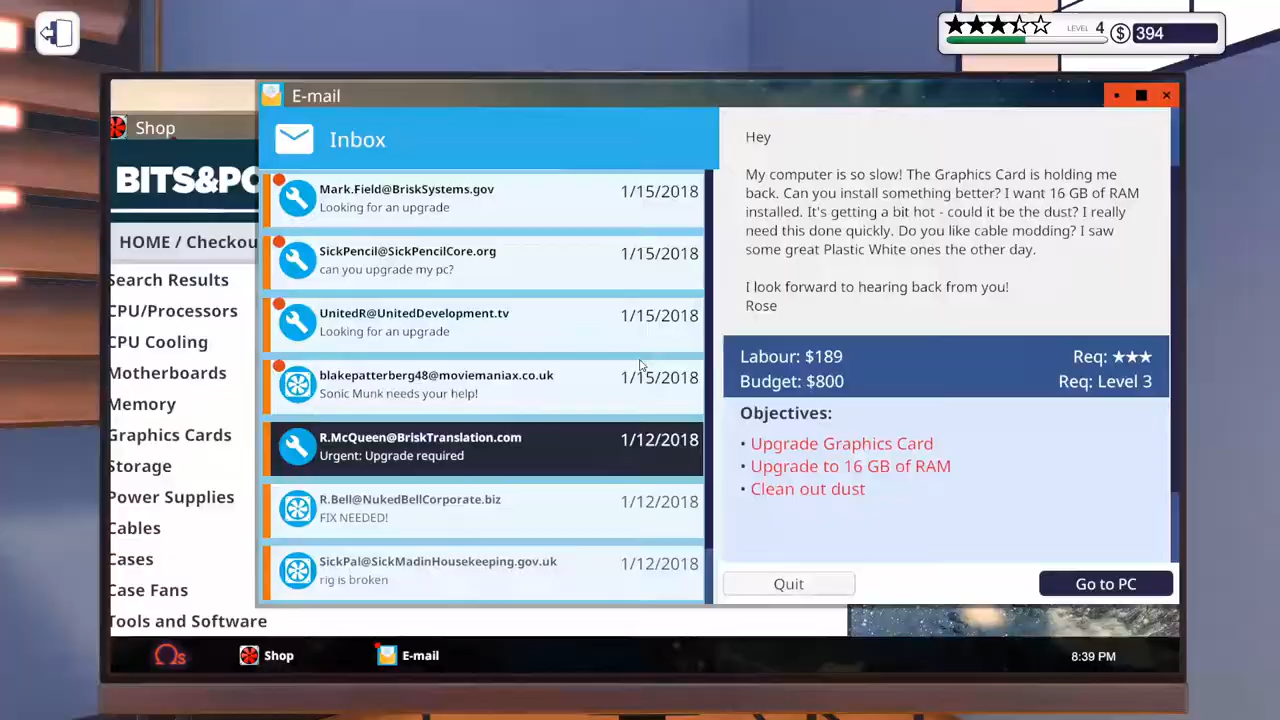 LEVEL 4
$ 394
E-mail
Shop
Inbox
BITS&PO
HOME / Checkou
Search Results
CPU/Processors
CPU Cooling
Motherboards
Memory
Graphics Cards
Storage
Power Supplies
Cables
Cases
Case Fans
Tools and Software
Mark.Field@BriskSystems.gov
1/15/2018
Looking for an upgrade
SickPencil@SickPencilCore.org
1/15/2018
can you upgrade my pc?
UnitedR@UnitedDevelopment.tv
1/15/2018
Looking for an upgrade
blakepatterberg48@moviemaniax.co.uk
1/15/2018
Sonic Munk needs your help!
R.McQueen@BriskTranslation.com
1/12/2018
Urgent: Upgrade required
R.Bell@NukedBellCorporate.biz
1/12/2018
FIX NEEDED!
SickPal@SickMadinHousekeeping.gov.uk
1/12/2018
rig is broken
Hey
My computer is so slow! The Graphics Card is holding me
back. Can you install something better? I want 16 GB of RAM
installed. It's getting a bit hot - could it be the dust? I really
need this done quickly. Do you like cable modding? I saw
some great Plastic White ones the other day.
I look forward to hearing back from you!
Rose
Labour: $189
Req: ★★★
Budget: $800
Req: Level 3
Objectives:
• Upgrade Graphics Card
• Upgrade to 16 GB of RAM
• Clean out dust
Quit
Go to PC
Ωs
Shop
E-mail
8:39 PM